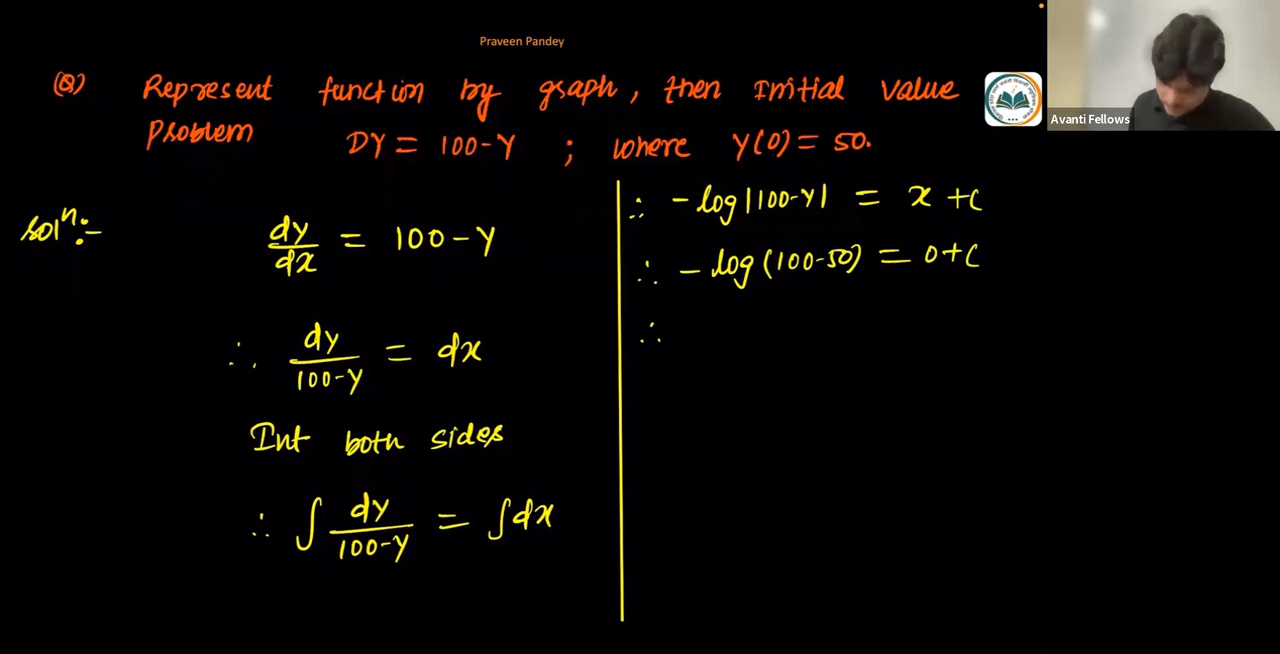 Praveen Pandey
(Q) Represent function by graph, then Initial value
Problem DY = 100-Y ; where Y(0) = 50.
Avanti Fellows
Solⁿ:-
dy/dx = 100-Y
∴ dy/100-Y = dx
Int both sides
∴ ∫ dy/100-Y = ∫dx
∴ -log|100-Y| = x+C
∴ -log(100-50) = 0+C
∴